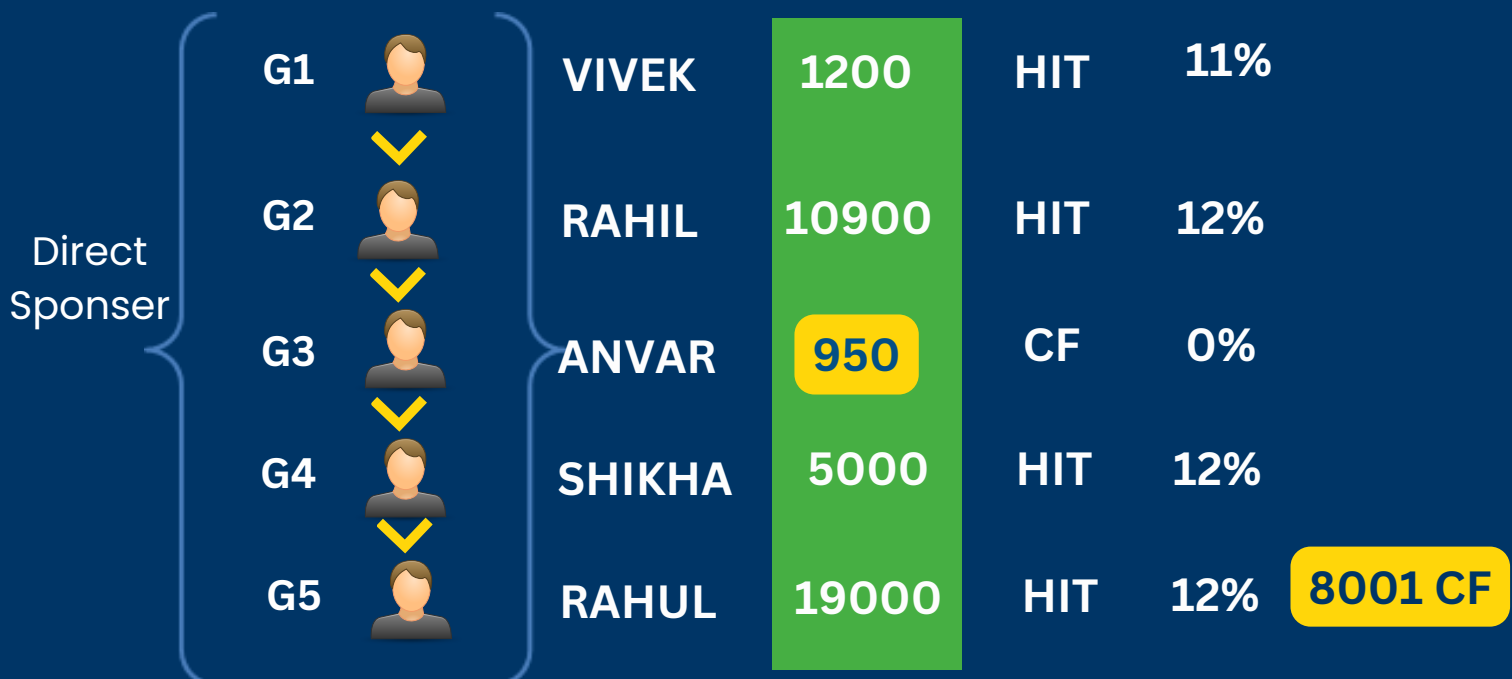 Direct
Sponser
G1 VIVEK 1200 HIT 11%
G2 RAHIL 10900 HIT 12%
G3 ANVAR 950 CF 0%
G4 SHIKHA 5000 HIT 12%
G5 RAHUL 19000 HIT 12% 8001 CF